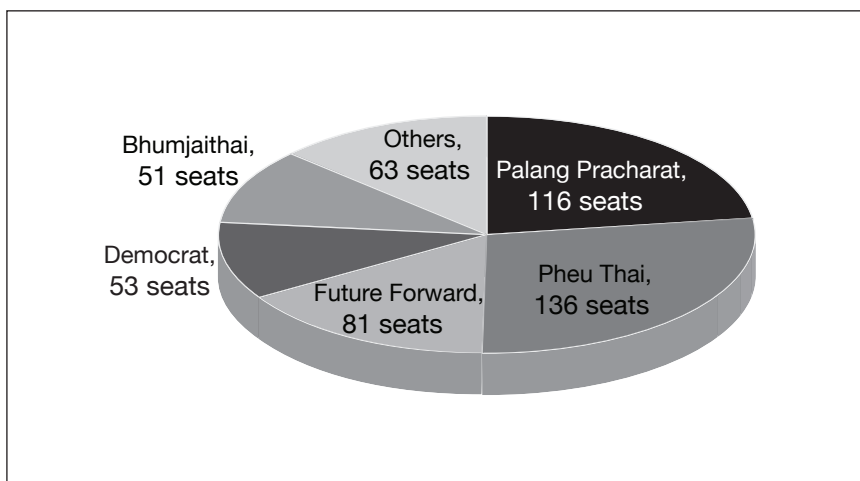 Others,
63 seats
Palang Pracharat,
116 seats
Pheu Thai,
136 seats
Future Forward,
81 seats
Democrat,
53 seats
Bhumjaithai,
51 seats